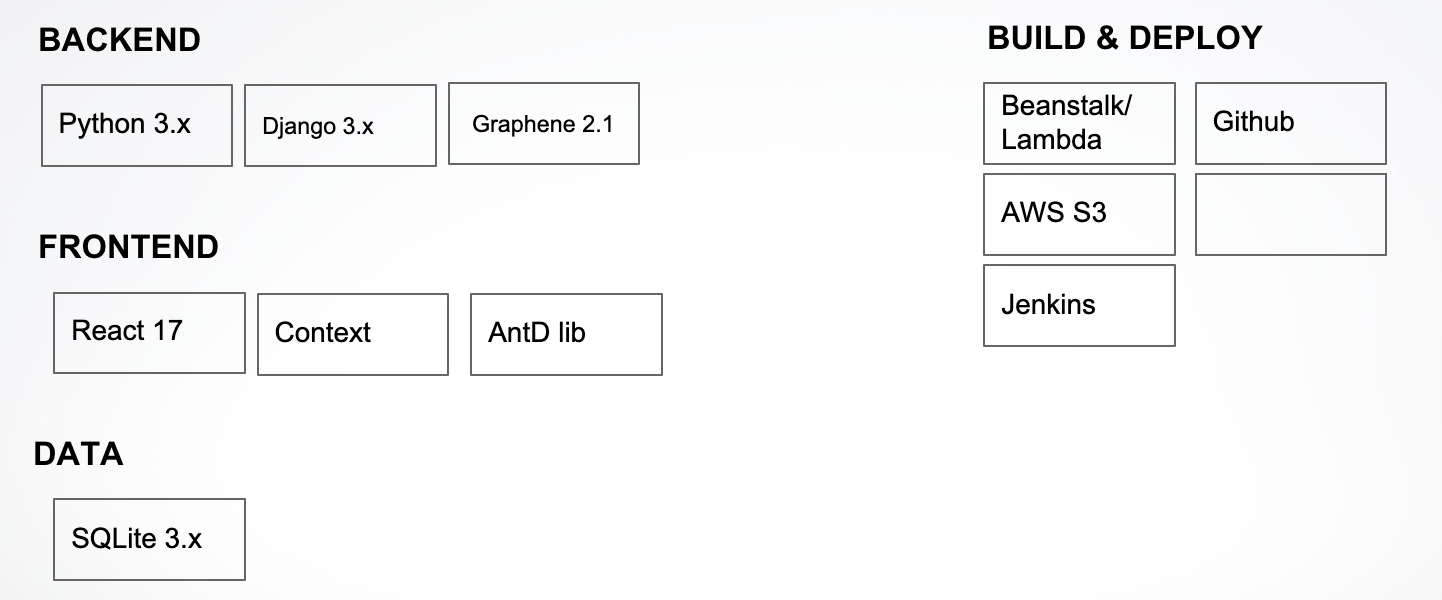 BACKEND
Python 3.x
Django 3.x
Graphene 2.1
FRONTEND
React 17
Context
AntD lib
DATA
SQLite 3.x
BUILD & DEPLOY
Beanstalk/
Lambda
Github
AWS S3
Jenkins